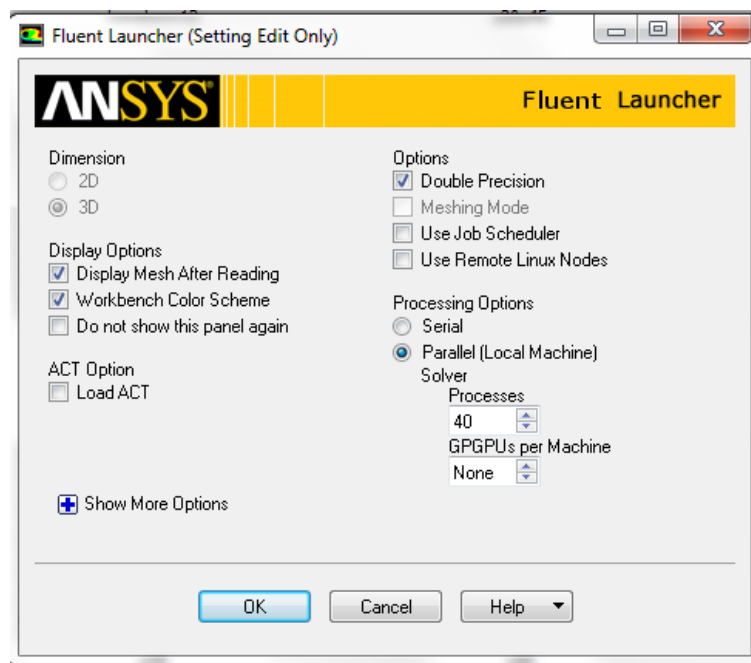 Fluent Launcher (Setting Edit Only)
ANSYS
Fluent Launcher
Dimension
2D
3D
Display Options
Display Mesh After Reading
Workbench Color Scheme
Do not show this panel again
ACT Option
Load ACT
Show More Options
Options
Double Precision
Meshing Mode
Use Job Scheduler
Use Remote Linux Nodes
Processing Options
Serial
Parallel (Local Machine)
Solver
Processes
40
GPGPUs per Machine
None
OK Cancel Help